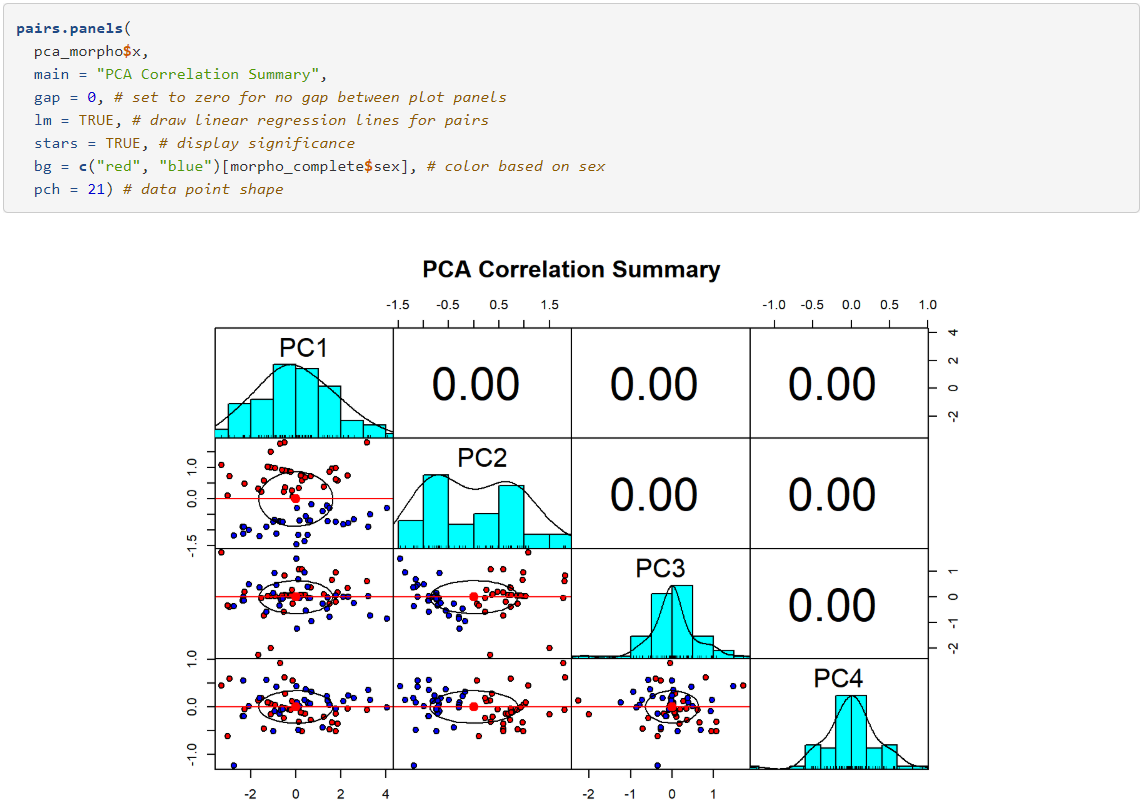 pairs.panels(
  pca_morpho$x,
  main = "PCA Correlation Summary",
  gap = 0, # set to zero for no gap between plot panels
  lm = TRUE, # draw linear regression lines for pairs
  stars = TRUE, # display significance
  bg = c("red", "blue")[morpho_complete$sex], # color based on sex
  pch = 21) # data point shape
PCA Correlation Summary
-1.5 -0.5 0.5 1.5 -1.0 -0.5 0.0 0.5 1.0
PC1 0.00 0.00 0.00
-2 0 2 4
PC2 0.00 0.00
-1.5 0.0 1.0
PC3 0.00
-2 -1 0 1
PC4
-1.0 0.0 1.0
-2 0 2 4 -2 -1 0 1